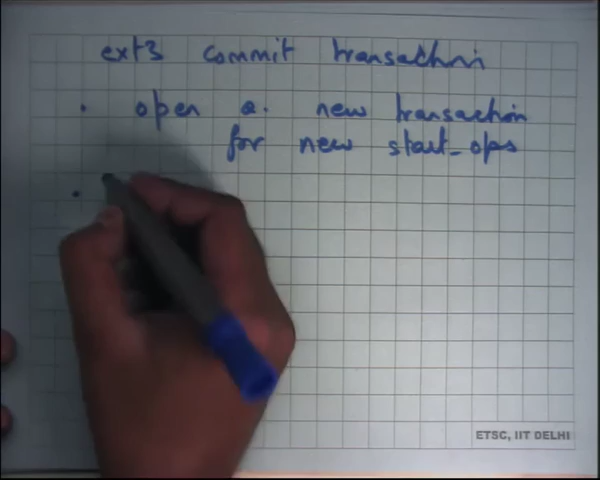 ext3 commit transaction
• open a new transaction
for new start_ops
•
ETSC, IIT DELHI